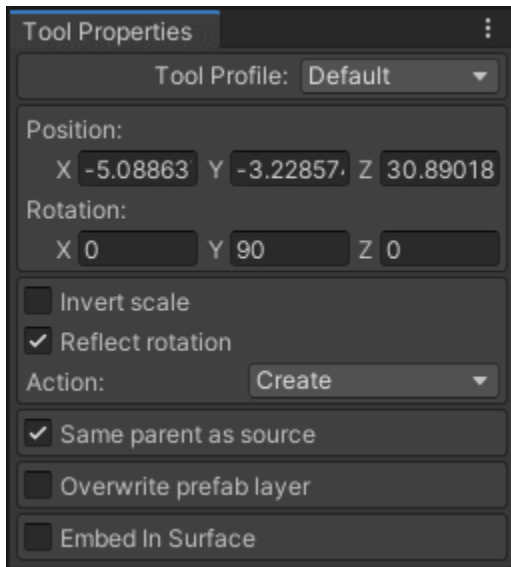 Tool Properties
Tool Profile: Default
Position:
X -5.08863 Y -3.22857 Z 30.89018
Rotation:
X 0 Y 90 Z 0
Invert scale
Reflect rotation
Action: Create
Same parent as source
Overwrite prefab layer
Embed In Surface